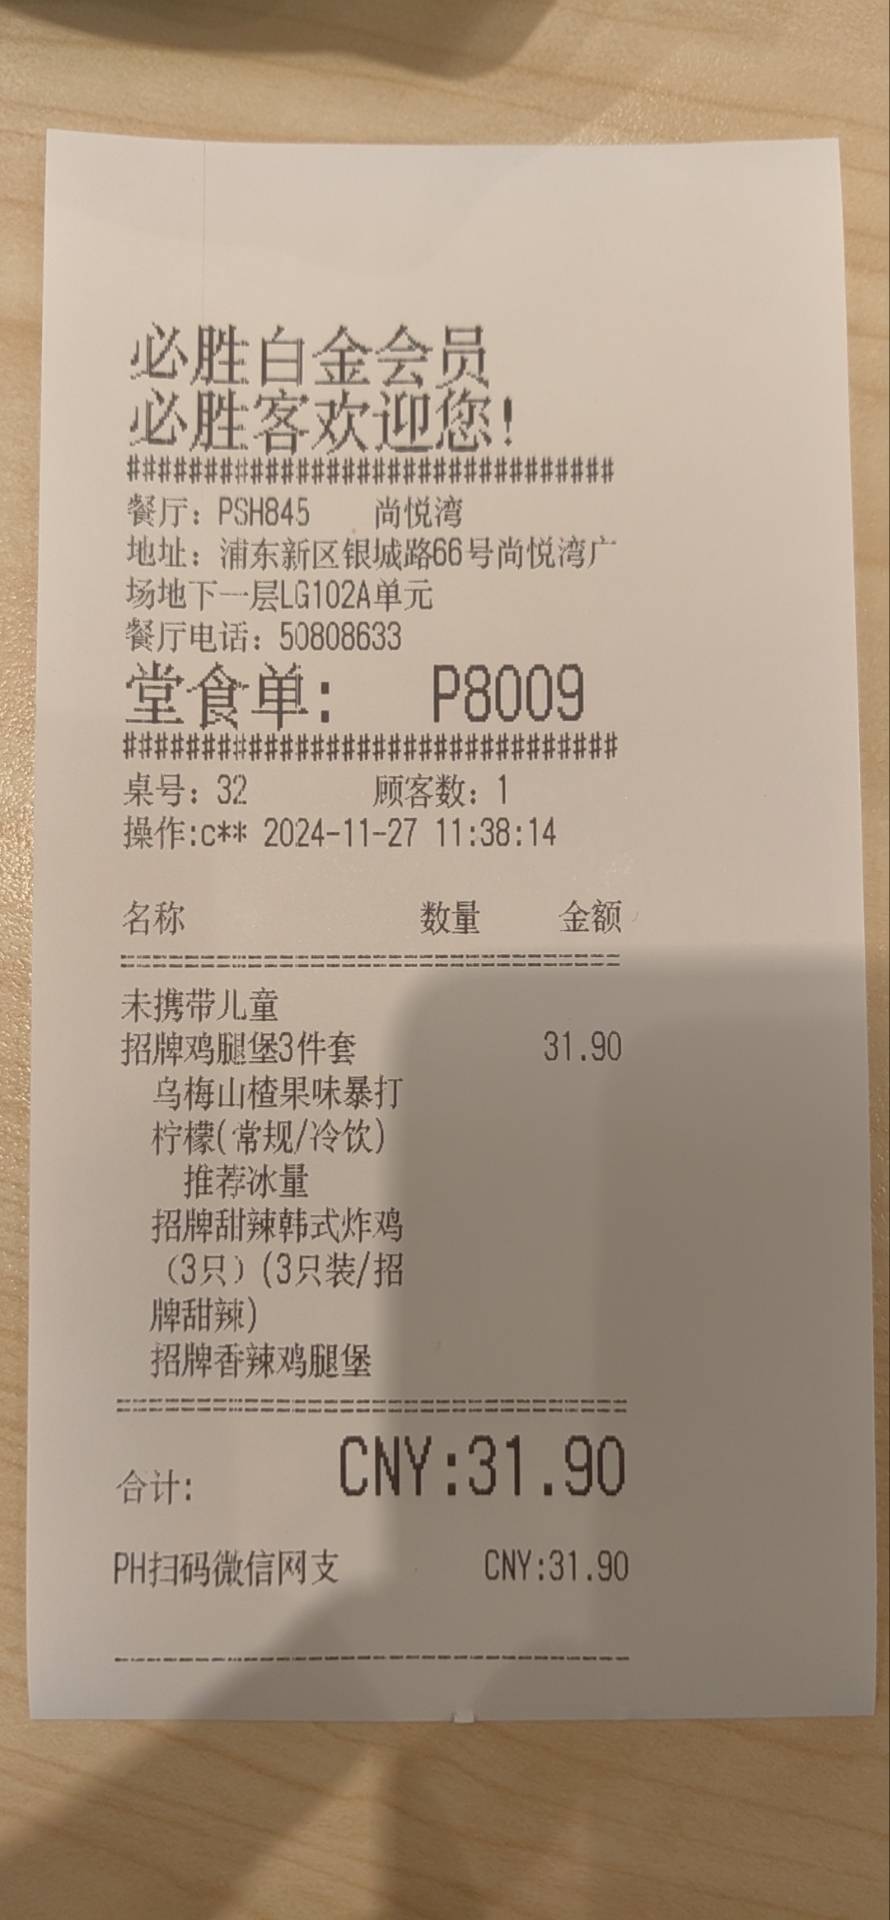 必胜白金会员
必胜客欢迎您!
################################
餐厅：PSH845 尚悦湾
地址：浦东新区银城路66号尚悦湾广
场地下一层LG102A单元
餐厅电话：50808633
堂食单: P8009
################################
桌号：32 顾客数：1
操作:c** 2024-11-27 11:38:14
名称 数量 金额
================================
未携带儿童
招牌鸡腿堡3件套 31.90
乌梅山楂果味暴打
柠檬(常规/冷饮)
推荐冰量
招牌甜辣韩式炸鸡
（3只）(3只装/招
牌甜辣)
招牌香辣鸡腿堡
================================
合计: CNY:31.90
PH扫码微信网支 CNY:31.90
--------------------------------